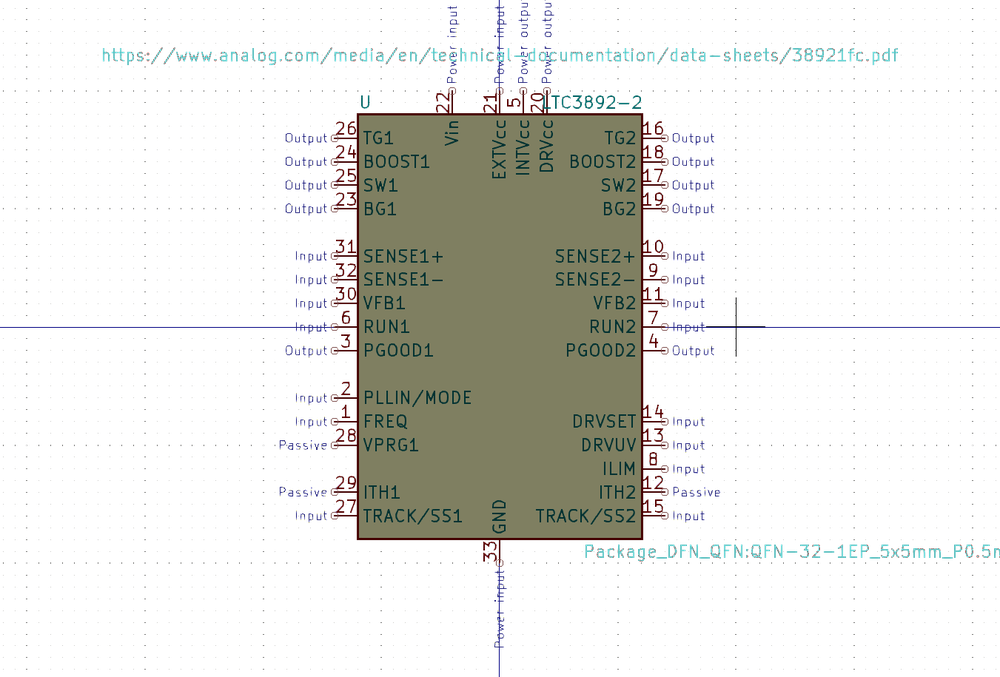 Power input Power input Power output Power output
https://www.analog.com/media/en/technical-documentation/data-sheets/38921fc.pdf
U 22 21 5 20 LTC3892-2
Vin EXTVcc INTVcc DRVcc
Output 26 TG1 TG2 16 Output
Output 24 BOOST1 BOOST2 18 Output
Output 25 SW1 SW2 17 Output
Output 23 BG1 BG2 19 Output
Input 31 SENSE1+ SENSE2+ 10 Input
Input 32 SENSE1- SENSE2- 9 Input
Input 30 VFB1 VFB2 11 Input
Input 6 RUN1 RUN2 7 Input
Output 3 PGOOD1 PGOOD2 4 Output
Input 2 PLLIN/MODE
Input 1 FREQ DRVSET 14 Input
Passive 28 VPRG1 DRVUV 13 Input
ILIM 8 Input
Passive 29 ITH1 ITH2 12 Passive
Input 27 TRACK/SS1 GND TRACK/SS2 15 Input
33 Package_DFN_QFN:QFN-32-1EP_5x5mm_P0.5m
Power input